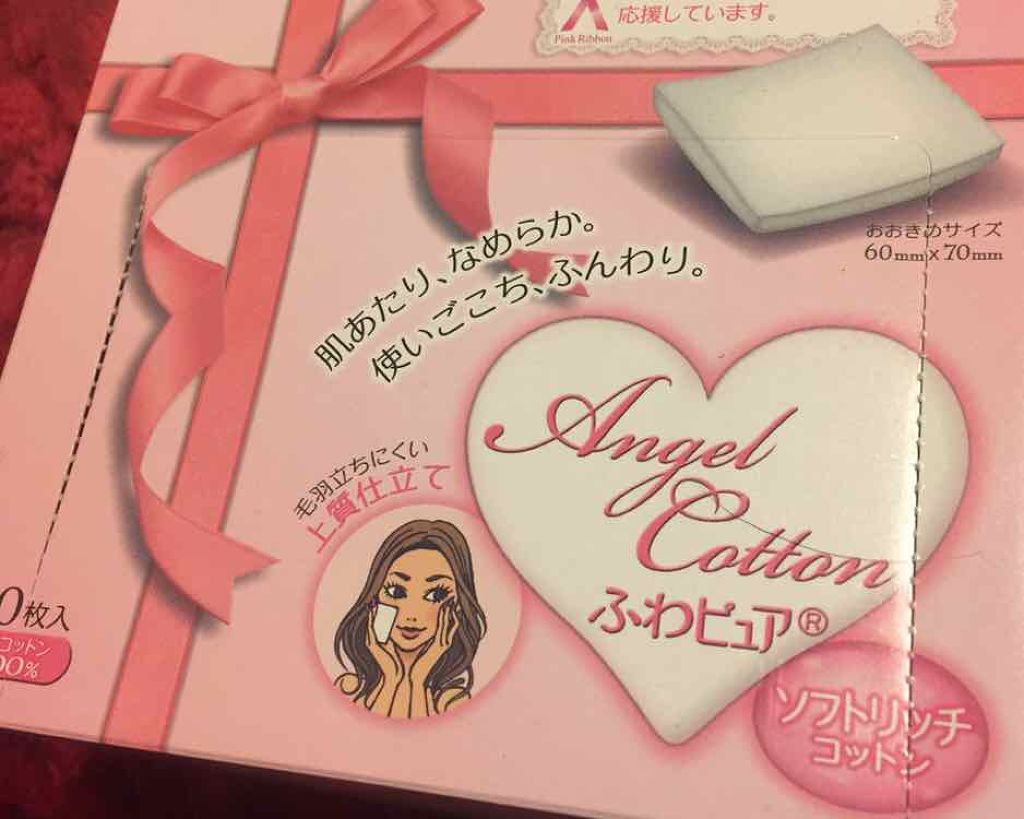 応援しています。
Pink Ribbon
おおきめサイズ
60mm×70mm
肌あたり、なめらか。
使いごこち、ふんわり。
毛羽立ちにくい
上質仕立て
Angel
Cotton
ふわピュア®
ソフトリッチ
コットン
0枚入
コットン
00%